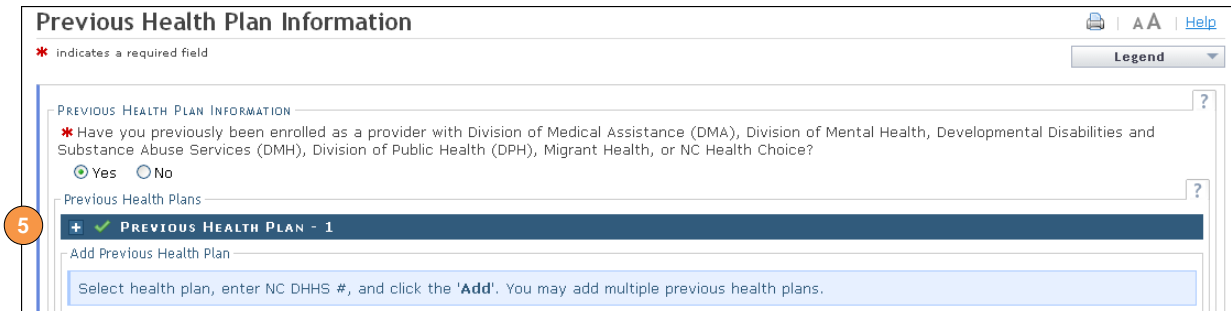 Previous Health Plan Information
A A | Help
* indicates a required field
Legend
?
PREVIOUS HEALTH PLAN INFORMATION
* Have you previously been enrolled as a provider with Division of Medical Assistance (DMA), Division of Mental Health, Developmental Disabilities and
Substance Abuse Services (DMH), Division of Public Health (DPH), Migrant Health, or NC Health Choice?
Yes No
?
Previous Health Plans
5
+ ✓ PREVIOUS HEALTH PLAN - 1
Add Previous Health Plan
Select health plan, enter NC DHHS #, and click the 'Add'. You may add multiple previous health plans.